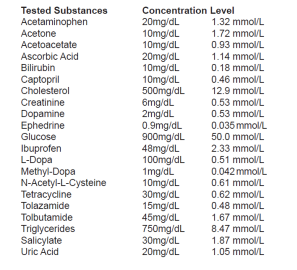 Tested Substances Concentration Level
Acetaminophen 20mg/dL 1.32 mmol/L
Acetone 10mg/dL 1.72 mmol/L
Acetoacetate 10mg/dL 0.93 mmol/L
Ascorbic Acid 20mg/dL 1.14 mmol/L
Bilirubin 10mg/dL 0.18 mmol/L
Captopril 10mg/dL 0.46 mmol/L
Cholesterol 500mg/dL 12.9 mmol/L
Creatinine 6mg/dL 0.53 mmol/L
Dopamine 2mg/dL 0.53 mmol/L
Ephedrine 0.9mg/dL 0.035 mmol/L
Glucose 900mg/dL 50.0 mmol/L
Ibuprofen 48mg/dL 2.33 mmol/L
L-Dopa 100mg/dL 0.51 mmol/L
Methyl-Dopa 1mg/dL 0.042 mmol/L
N-Acetyl-L-Cysteine 10mg/dL 0.61 mmol/L
Tetracycline 30mg/dL 0.62 mmol/L
Tolazamide 15mg/dL 0.48 mmol/L
Tolbutamide 45mg/dL 1.67 mmol/L
Triglycerides 750mg/dL 8.47 mmol/L
Salicylate 30mg/dL 1.87 mmol/L
Uric Acid 20mg/dL 1.05 mmol/L